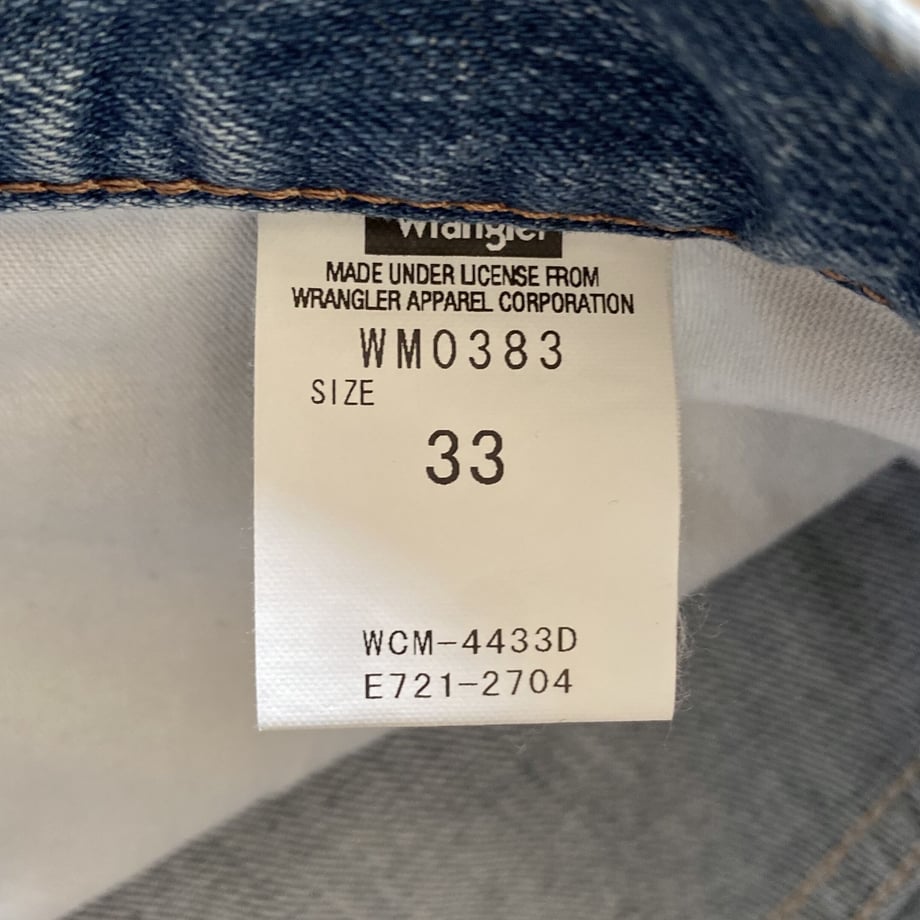 Wrangler
MADE UNDER LICENSE FROM
WRANGLER APPAREL CORPORATION
WM0383
SIZE
33
WCM-4433D
E721-2704